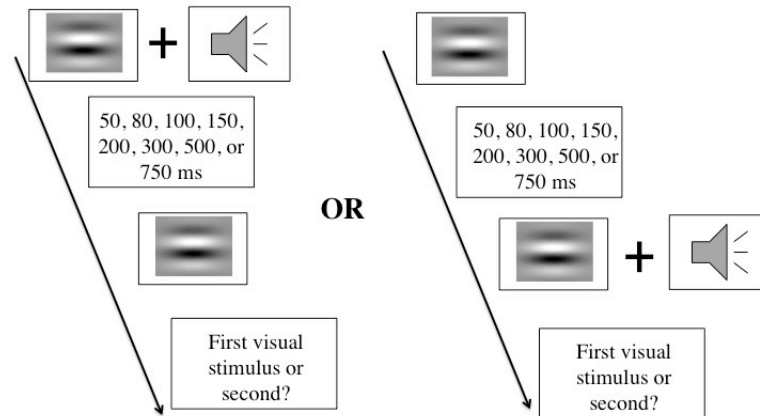 50, 80, 100, 150,
200, 300, 500, or
750 ms
First visual
stimulus or
second?
OR
50, 80, 100, 150,
200, 300, 500, or
750 ms
First visual
stimulus or
second?